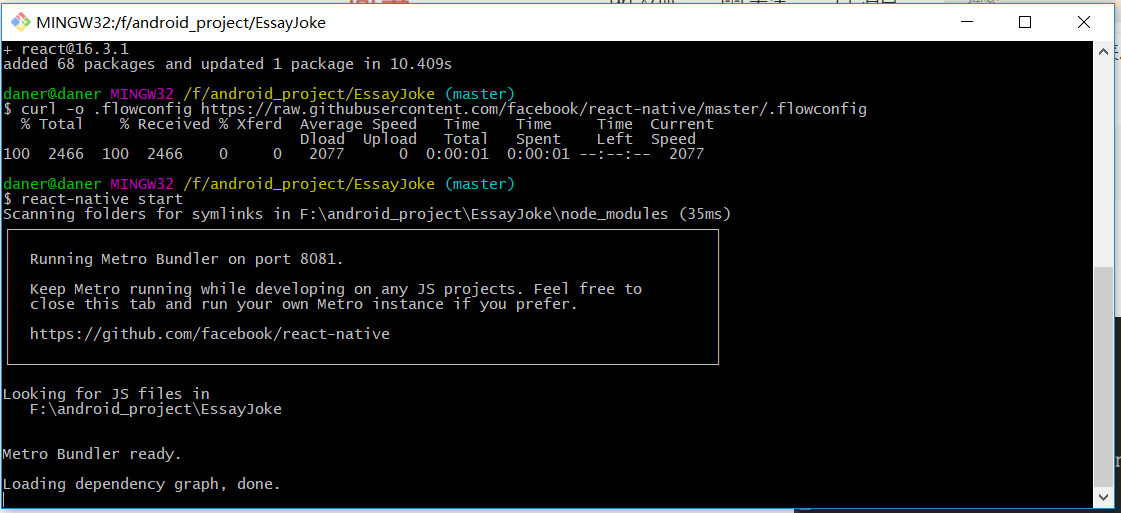 MINGW32:/f/android_project/EssayJoke
+ react@16.3.1
added 68 packages and updated 1 package in 10.409s
daner@daner MINGW32 /f/android_project/EssayJoke (master)
$ curl -o .flowconfig https://raw.githubusercontent.com/facebook/react-native/master/.flowconfig
% Total % Received % Xferd Average Speed Time Time Time Current
Dload Upload Total Spent Left Speed
100 2466 100 2466 0 0 2077 0 0:00:01 0:00:01 --:--:-- 2077
daner@daner MINGW32 /f/android_project/EssayJoke (master)
$ react-native start
Scanning folders for symlinks in F:\android_project\EssayJoke\node_modules (35ms)
Running Metro Bundler on port 8081.
Keep Metro running while developing on any JS projects. Feel free to
close this tab and run your own Metro instance if you prefer.
https://github.com/facebook/react-native
Looking for JS files in
F:\android_project\EssayJoke
Metro Bundler ready.
Loading dependency graph, done.